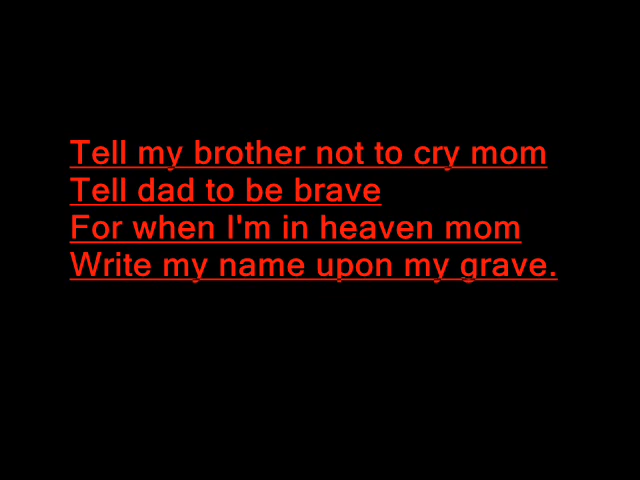 Tell my brother not to cry mom
Tell dad to be brave
For when I'm in heaven mom
Write my name upon my grave.